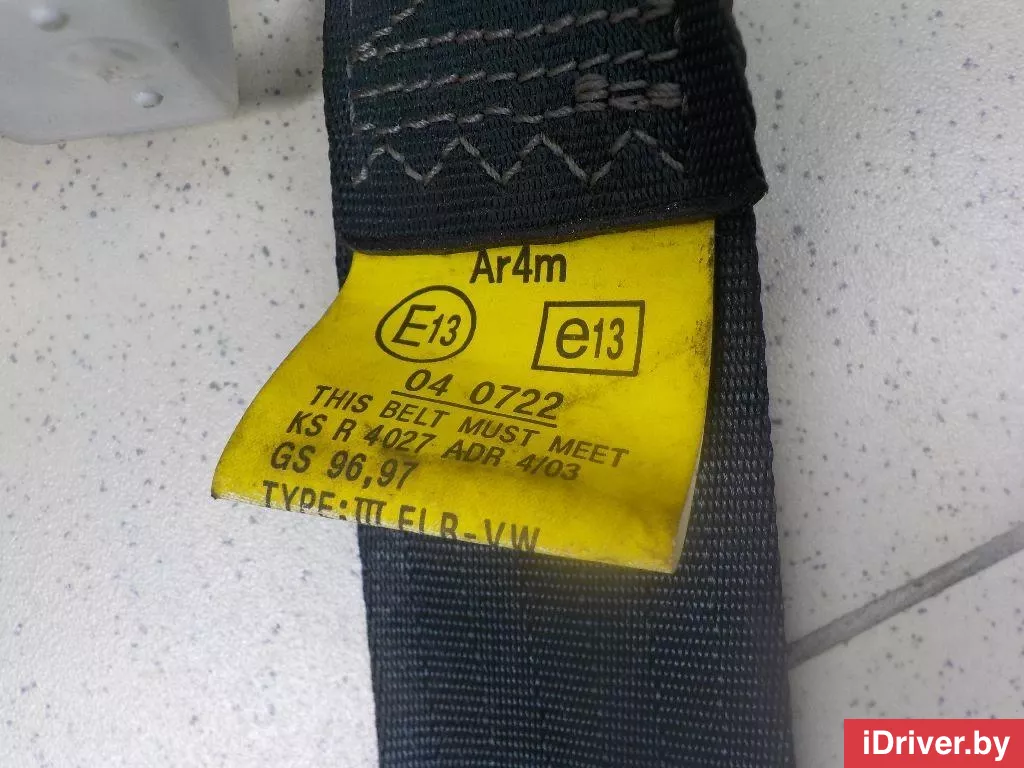 Ar4m
E13 e13
04 0722
THIS BELT MUST MEET
KS R 4027 ADR 4/03
GS 96,97
TYPE: III ELR-VW
iDriver.by